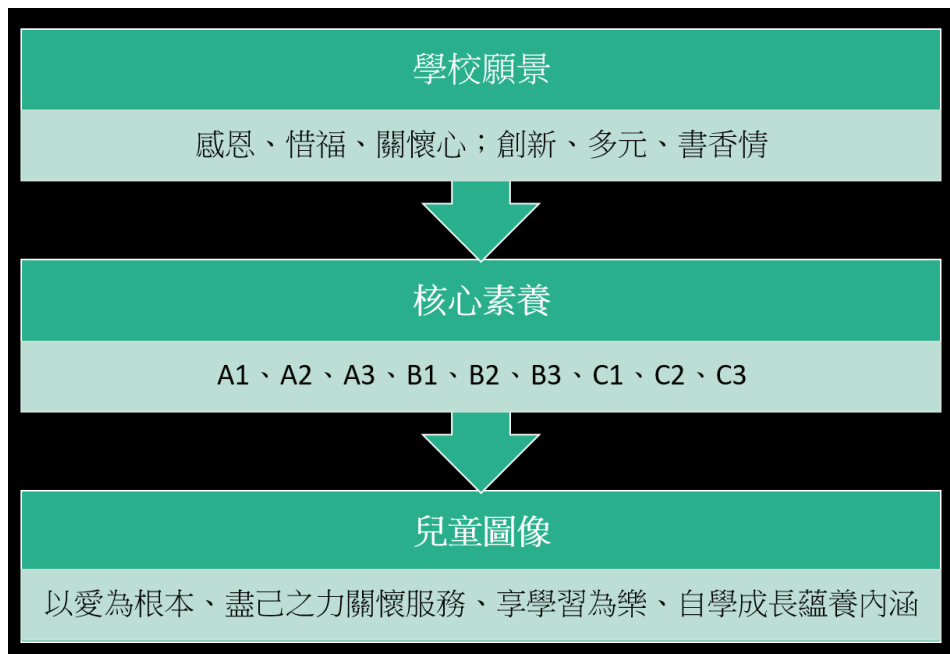 學校願景
感恩、惜福、關懷心；創新、多元、書香情
核心素養
A1、A2、A3、B1、B2、B3、C1、C2、C3
兒童圖像
以愛為根本、盡己之力關懷服務、享學習為樂、自學成長蘊養內涵